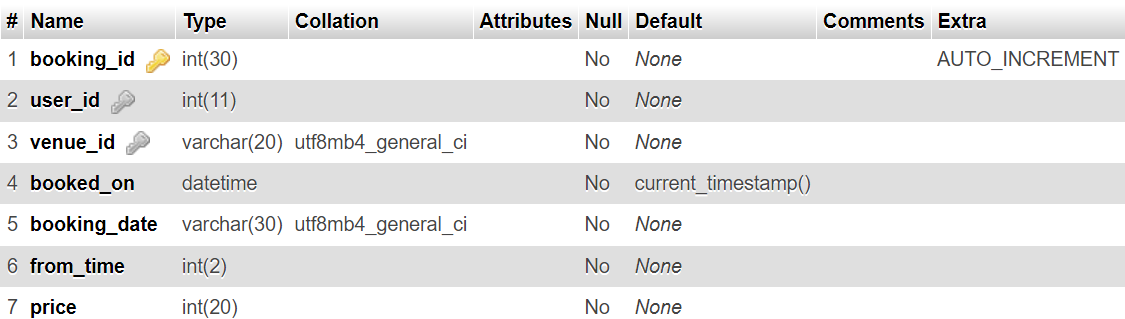 # Name Type Collation Attributes Null Default Comments Extra
1 booking_id int(30) No None AUTO_INCREMENT
2 user_id int(11) No None
3 venue_id varchar(20) utf8mb4_general_ci No None
4 booked_on datetime No current_timestamp()
5 booking_date varchar(30) utf8mb4_general_ci No None
6 from_time int(2) No None
7 price int(20) No None